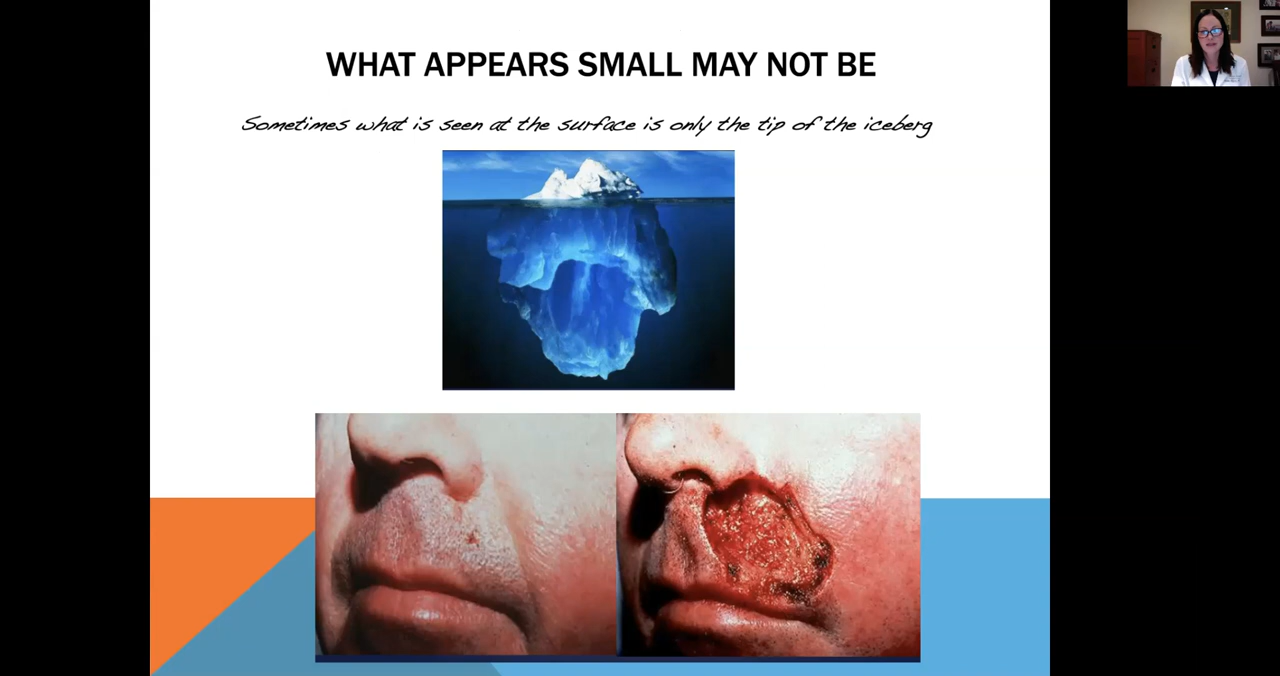 WHAT APPEARS SMALL MAY NOT BE
Sometimes what is seen at the surface is only the tip of the iceberg